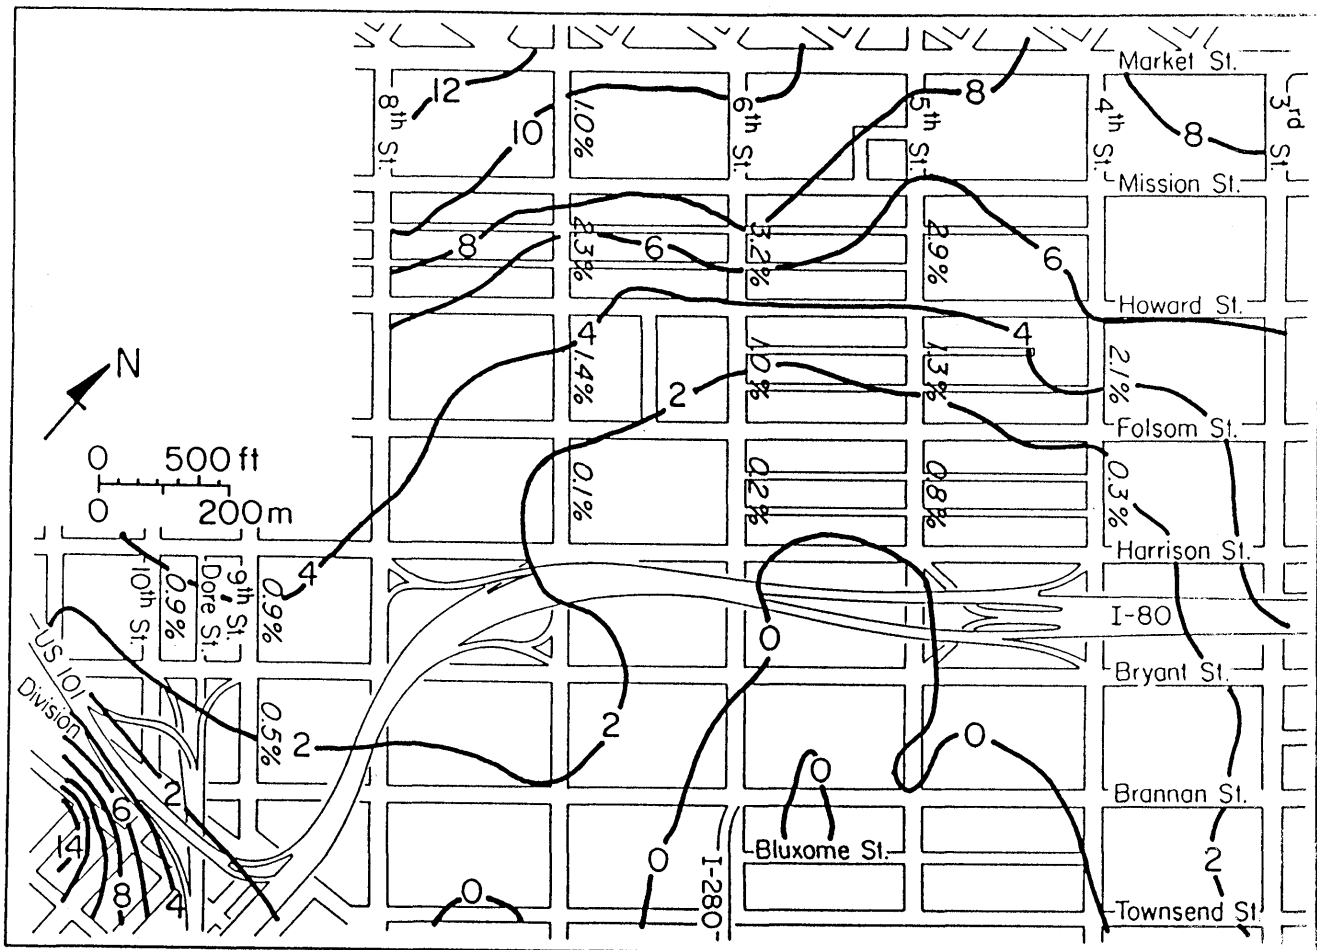 Market St.
12
8
8th St.
1.0%
6th St.
5th St.
4th St.
3rd St.
10
8
Mission St.
8
2.3%
6
3.2%
2.9%
6
Howard St.
4
4
1.4%
1.0%
1.3%
2.1%
N
2
Folsom St.
0 500 ft
0 200 m
0.1%
0.2%
0.8%
0.3%
Harrison St.
4
10th St.
0.9%
Dore St.
9th St.
0.9%
I-80
0
US 101
Bryant St.
Division
0.5%
2
2
0
0
2
Brannan St.
6
14
Bluxome St.
0
I-280
2
8
4
0
Townsend St.